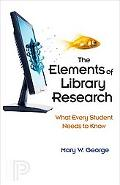 The
Elements of
Library
Research
What Every Student
Needs to Know
Mary W. George
P